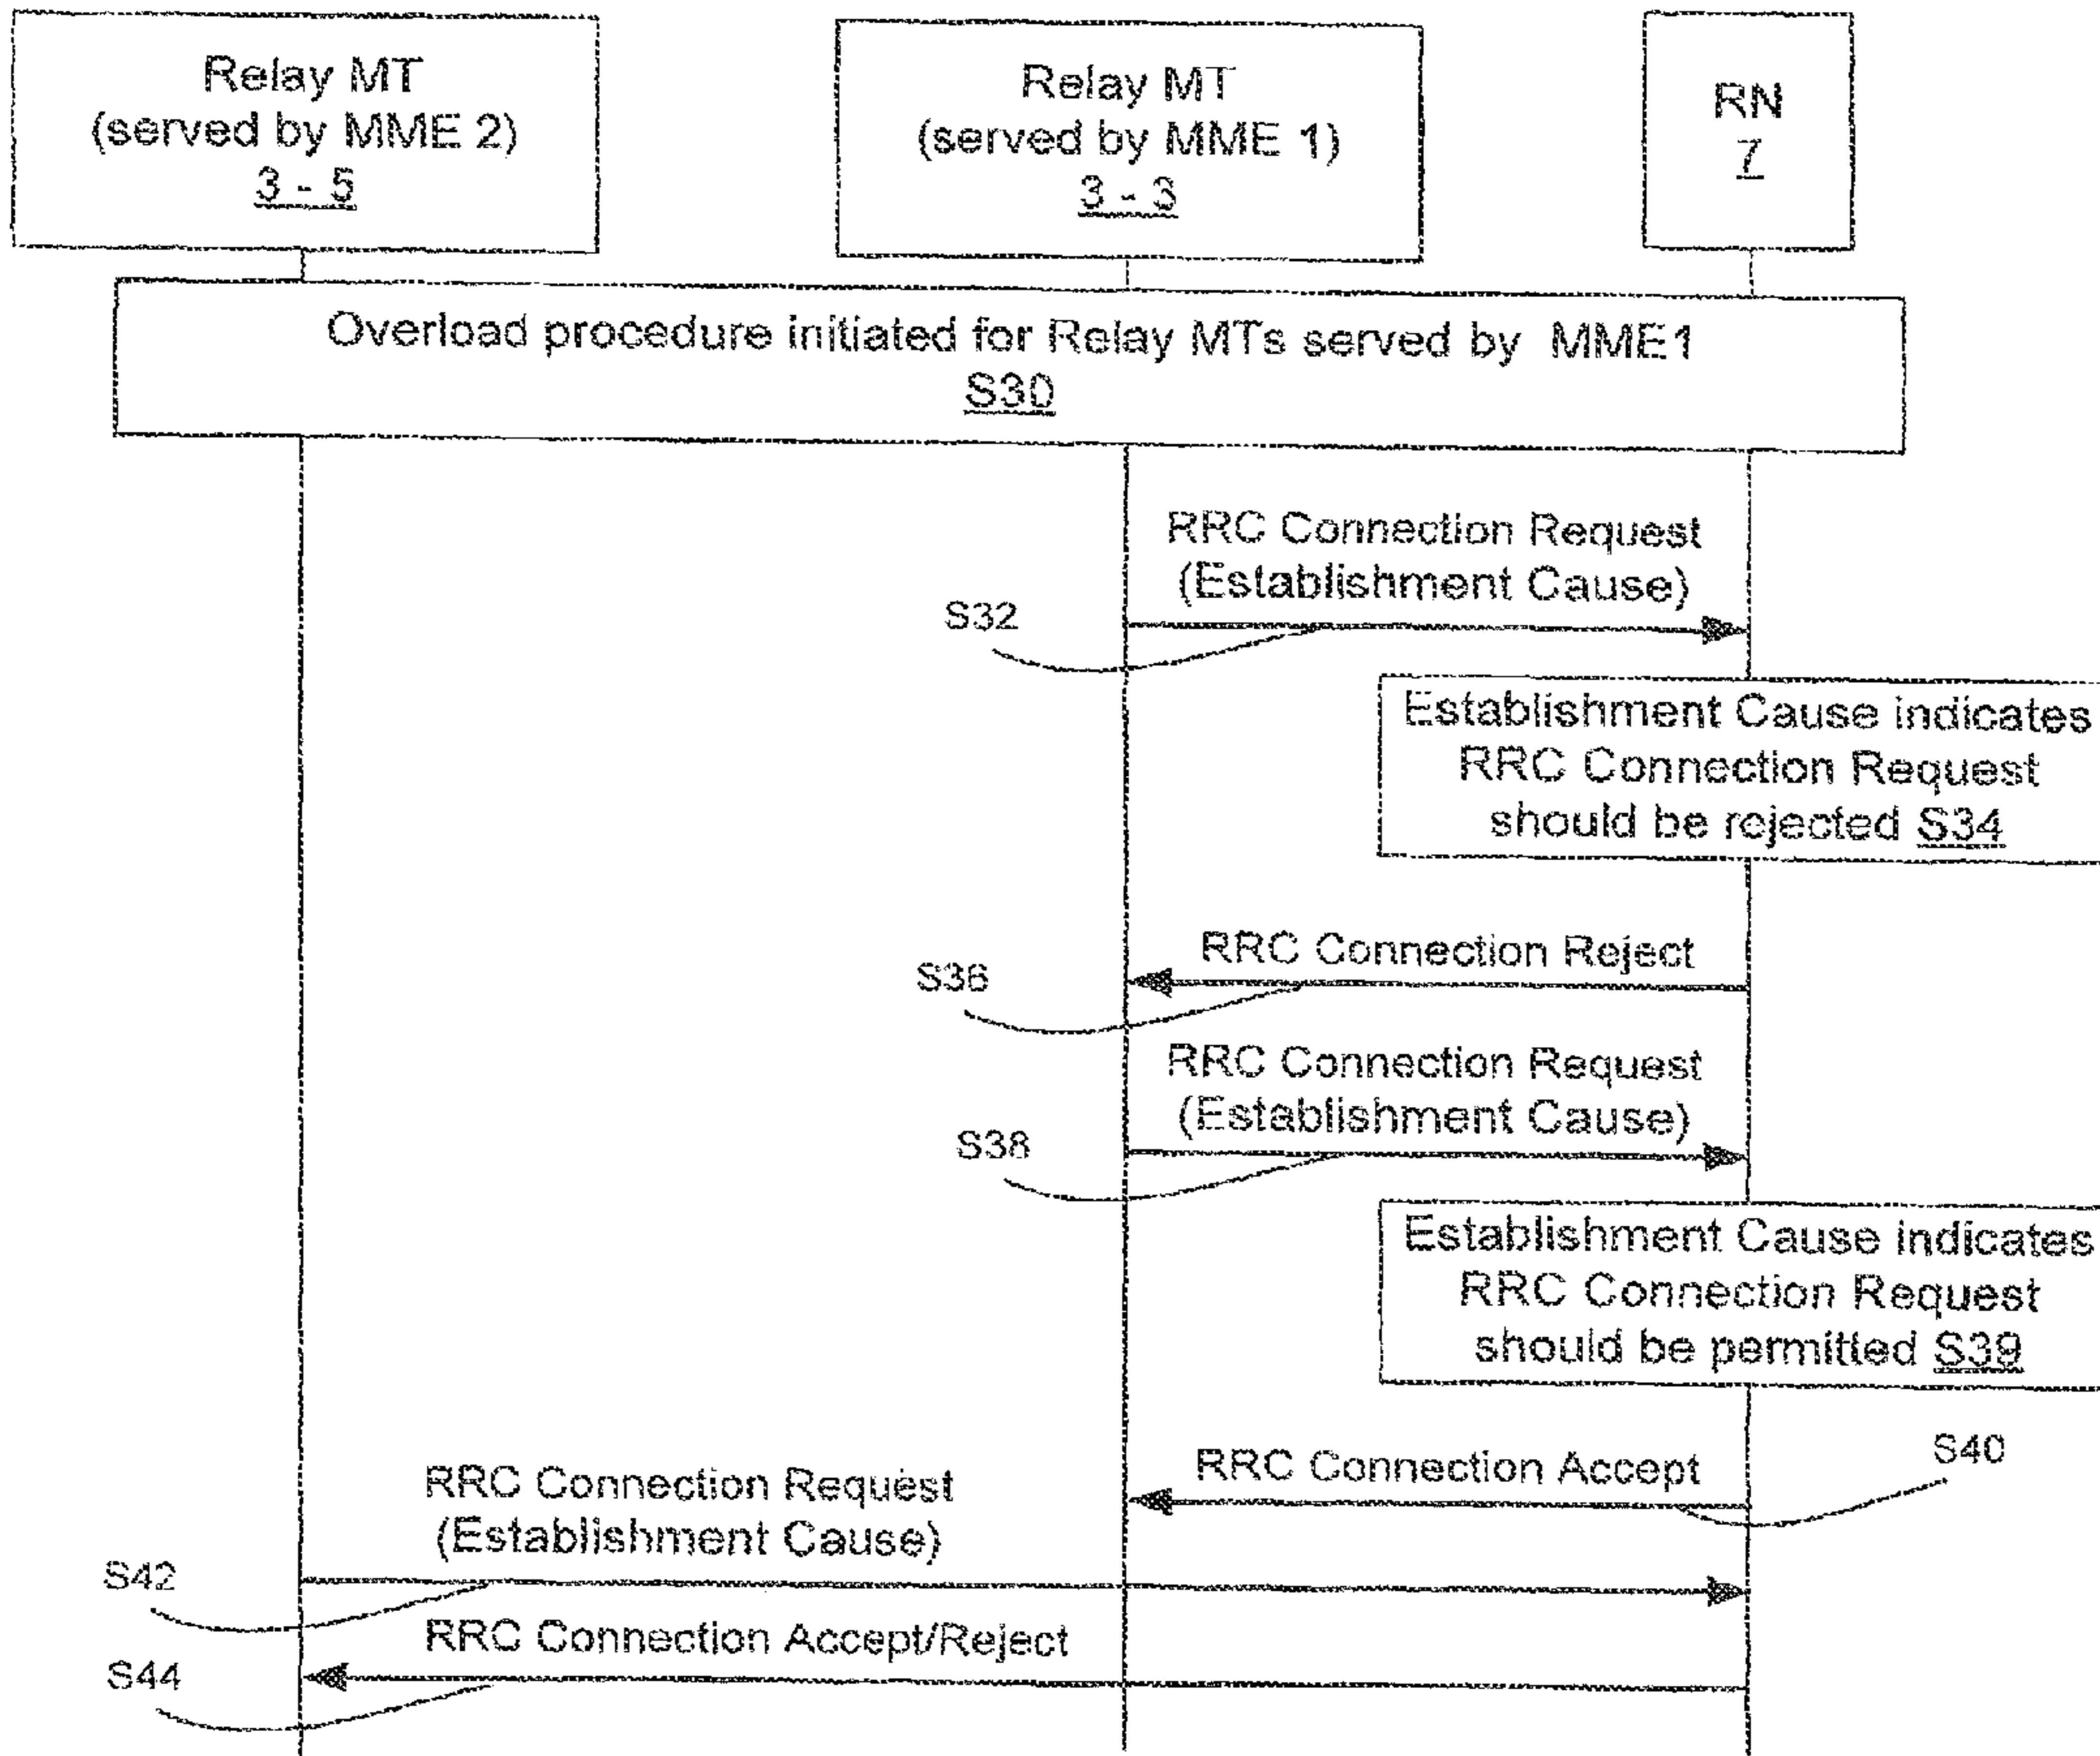 Relay MT
(served by MME 2)
3 - 5
Relay MT
(served by MME 1)
3 - 3
RN
7
Overload procedure initiated for Relay MTs served by MME1
S30
RRC Connection Request
(Establishment Cause)
S32
Establishment Cause indicates
RRC Connection Request
should be rejected S34
RRC Connection Reject
S36
RRC Connection Request
(Establishment Cause)
S38
Establishment Cause indicates
RRC Connection Request
should be permitted S39
RRC Connection Accept
S40
RRC Connection Request
(Establishment Cause)
S42
RRC Connection Accept/Reject
S44